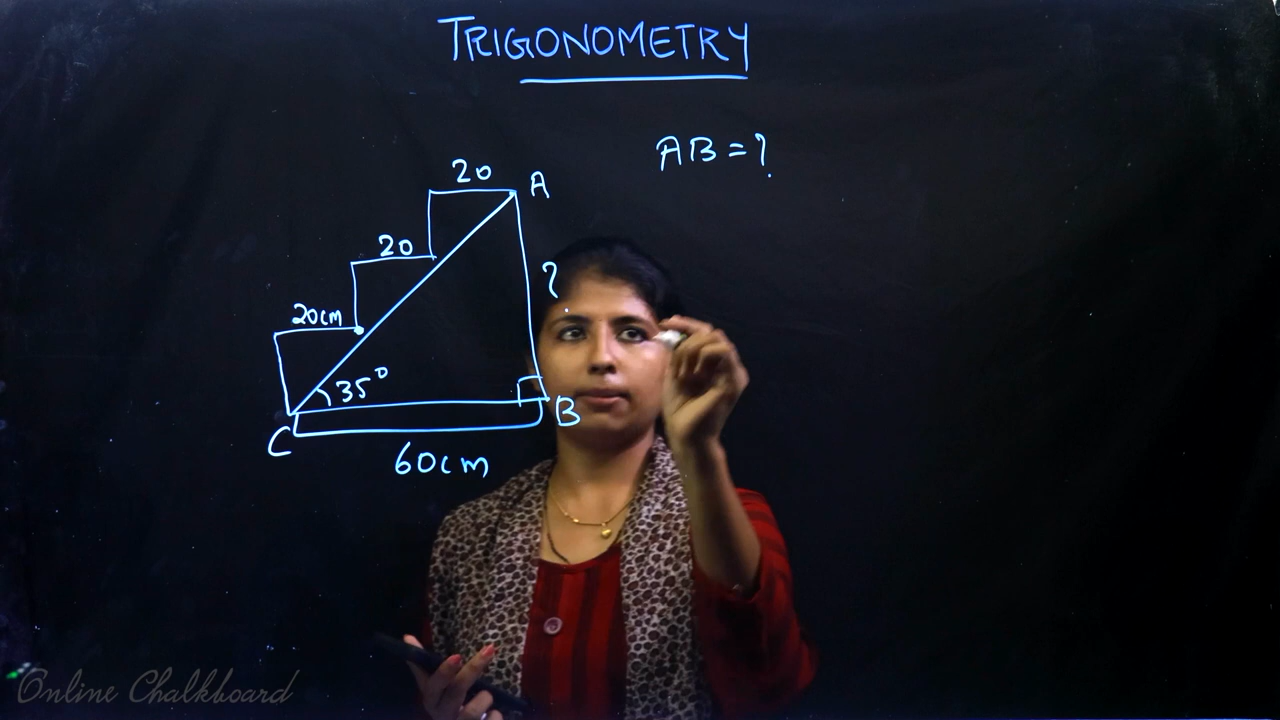 TRIGONOMETRY
AB = ?
20
A
20
?
20cm
35°
B
C
60cm
Online Chalkboard